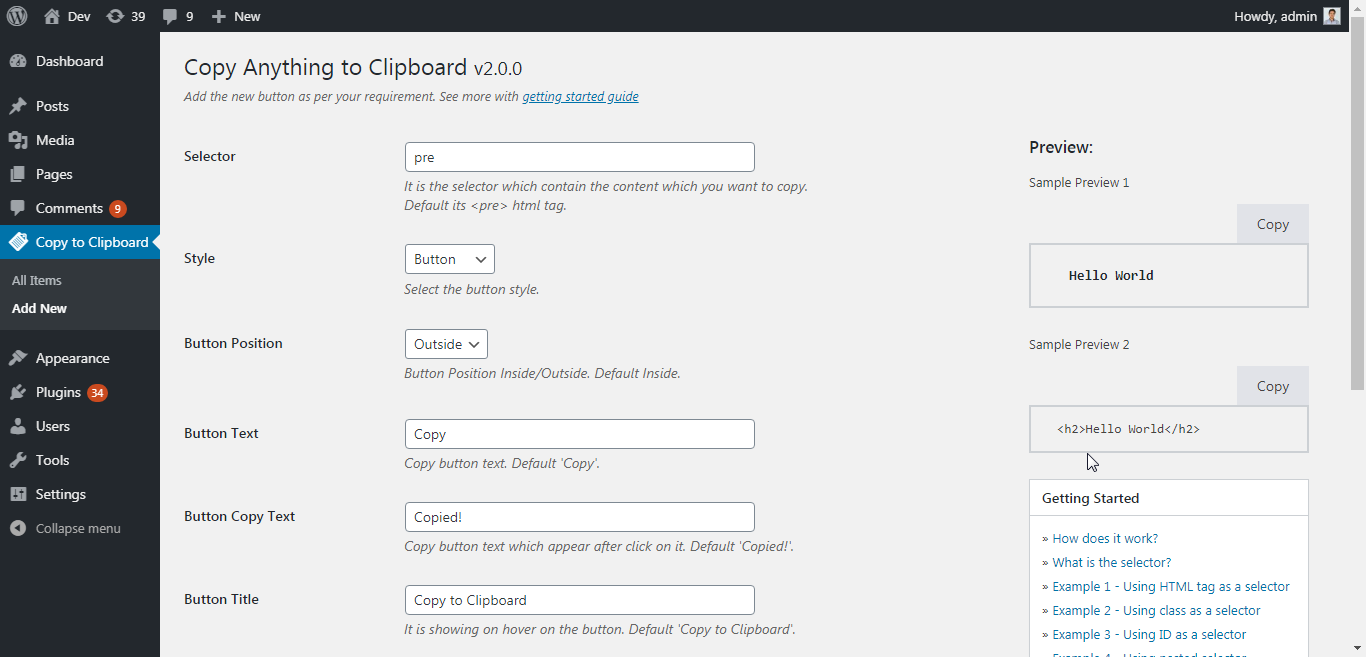 Dev 39 9 New Howdy, admin
Dashboard
Posts
Media
Pages
Comments 9
Copy to Clipboard
All Items
Add New
Appearance
Plugins 34
Users
Tools
Settings
Collapse menu
Copy Anything to Clipboard v2.0.0
Add the new button as per your requirement. See more with getting started guide
Selector
pre
It is the selector which contain the content which you want to copy.
Default its <pre> html tag.
Style
Button
Select the button style.
Button Position
Outside
Button Position Inside/Outside. Default Inside.
Button Text
Copy
Copy button text. Default 'Copy'.
Button Copy Text
Copied!
Copy button text which appear after click on it. Default 'Copied!'.
Button Title
Copy to Clipboard
It is showing on hover on the button. Default 'Copy to Clipboard'.
Preview:
Sample Preview 1
Copy
Hello World
Sample Preview 2
Copy
<h2>Hello World</h2>
Getting Started
» How does it work?
» What is the selector?
» Example 1 - Using HTML tag as a selector
» Example 2 - Using class as a selector
» Example 3 - Using ID as a selector